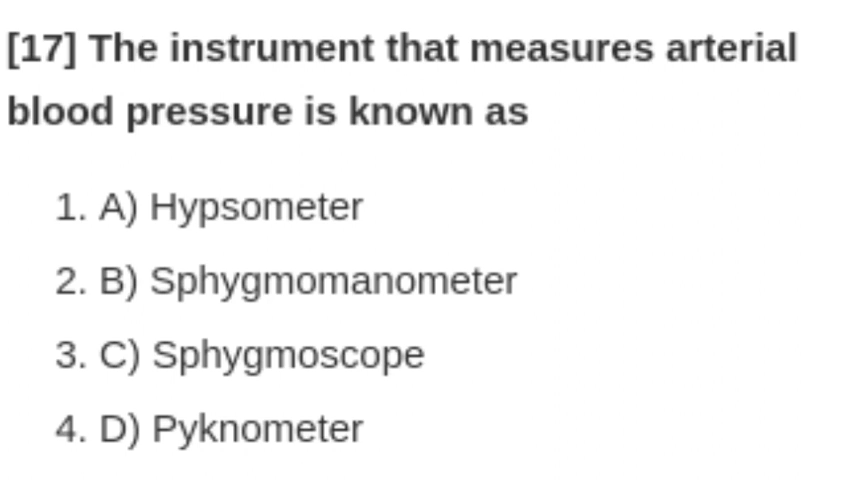 [17] The instrument that measures arterial
blood pressure is known as
1. A) Hypsometer
2. B) Sphygmomanometer
3. C) Sphygmoscope
4. D) Pyknometer